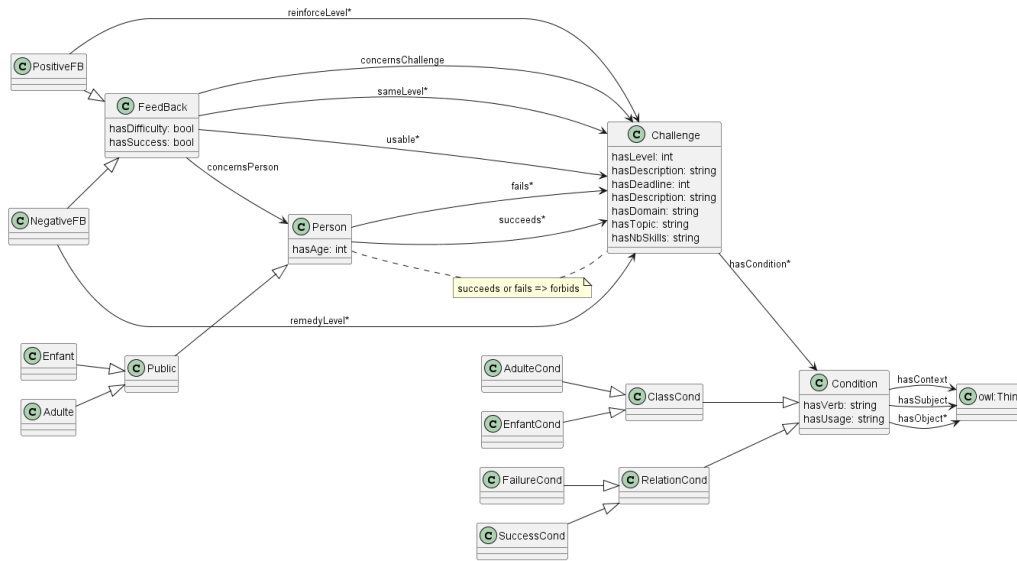 reinforceLevel*
C PositiveFB
concernsChallenge
C FeedBack
hasDifficulty: bool
hasSuccess: bool
sameLevel*
usable*
C Challenge
hasLevel: int
hasDescription: string
hasDeadline: int
hasDescription: string
hasDomain: string
hasTopic: string
hasNbSkills: string
concernsPerson
fails*
C NegativeFB
C Person
hasAge: int
succeeds*
succeeds or fails => forbids
hasCondition*
remedyLevel*
C Enfant
C Public
C Adulte
C AdulteCond
C ClassCond
C EnfantCond
C Condition
hasVerb: string
hasUsage: string
hasContext
hasSubject
hasObject*
C owl:Thin
C FailureCond
C RelationCond
C SuccessCond